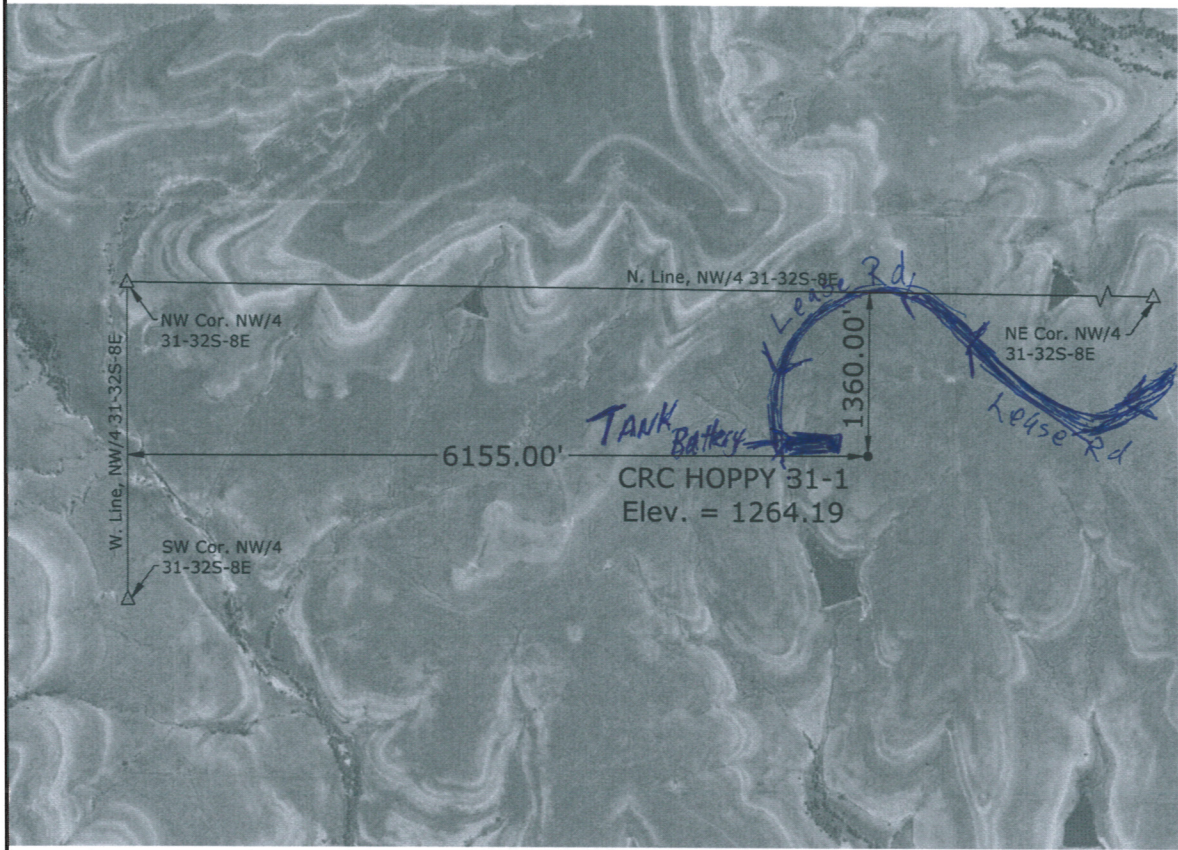 N. Line, NW/4 31-32S-8E
Lease Rd.
NW Cor. NW/4
31-32S-8E
NE Cor. NW/4
31-32S-8E
W. Line, NW/4 31-32S-8E
1360.00'
Lease Rd
TANK
Battery
6155.00'
CRC HOPPY 31-1
Elev. = 1264.19
SW Cor. NW/4
31-32S-8E